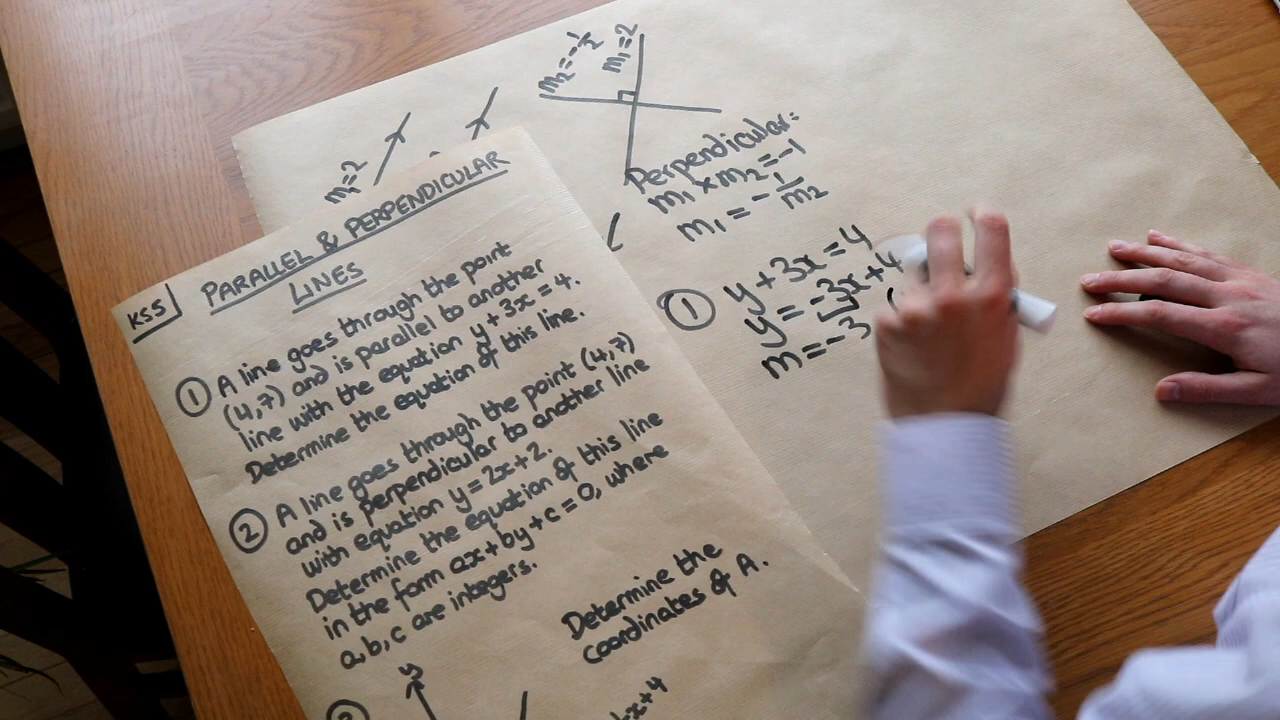 KS5
PARALLEL & PERPENDICULAR
LINES
① A line goes through the point
(4,7) and is parallel to another
line with the equation y + 3x = 4.
Determine the equation of this line.
② A line goes through the point (4,7)
and is perpendicular to another line
with equation y = 2x + 2.
Determine the equation of this line
in the form ax + by + c = 0, where
a, b, c are integers.
Determine the
coordinates of A.
y
x+4
m₁=2
m₂=-1/2
m₁=2
Perpendicular:
m₁ × m₂ = -1
m₁ = -1/m₂
① y + 3x = 4
y = -3x + 4
m = -3